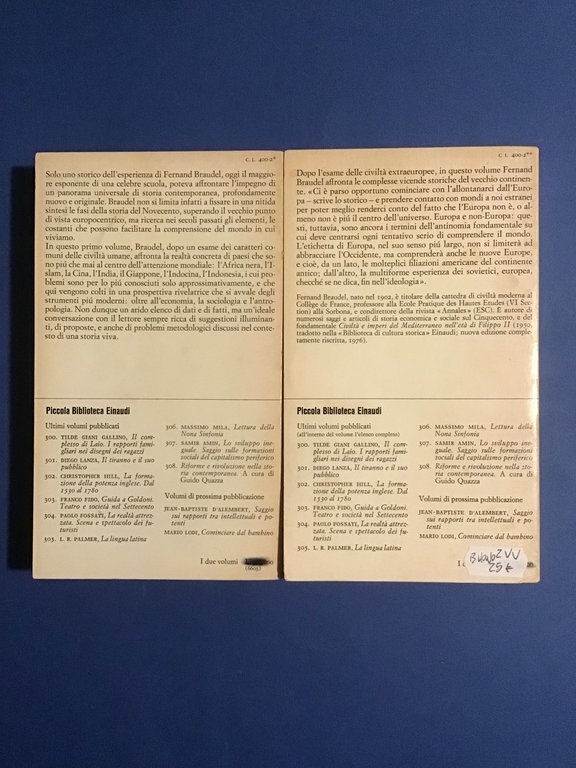 C. L. 400-2*
Solo uno storico dell'esperienza di Fernand Braudel, oggi il maggio-
re esponente di una celebre scuola, poteva affrontare l'impegno di
un panorama universale di storia contemporanea, profondamente
nuovo e originale. Braudel non si limita infatti a fissare in una nitida
sintesi le fasi della storia del Novecento, superando il vecchio punto
di vista eurocentrico, ma ricerca nei secoli passati gli elementi, le
costanti che possono facilitare la comprensione del mondo in cui
viviamo.
In questo primo volume, Braudel, dopo un esame dei caratteri co-
muni delle civiltà umane, affronta la realtà concreta di paesi che so-
no piú che mai al centro dell'attenzione mondiale: l'Africa nera, l'I-
slam, la Cina, l'India, il Giappone, l'Indocina, l'Indonesia, i cui pro-
blemi sono per lo piú conosciuti solo approssimativamente, e che
qui vengono colti in una prospettiva rivelatrice che si avvale degli
strumenti piú moderni: oltre all'economia, la sociologia e l'antro-
pologia. Non dunque un arido elenco di dati e di fatti, ma un'ideale
conversazione con il lettore sempre ricca di suggestioni illuminan-
ti, di proposte, e anche di problemi metodologici discussi nel conte-
sto di una storia viva.
Piccola Biblioteca Einaudi
Ultimi volumi pubblicati
300. TILDE GIANI GALLINO, Il com-
plesso di Laio. I rapporti fami-
gliari nei disegni dei ragazzi
301. DIEGO LANZA, Il tiranno e il suo
pubblico
302. CHRISTOPHER HILL, La forma-
zione della potenza inglese. Dal
1530 al 1780
303. FRANCO FIDO, Guida a Goldoni.
Teatro e società nel Settecento
304. PAOLO FOSSATI, La realtà attrez-
zata. Scena e spettacolo dei fu-
turisti
305. L. R. PALMER, La lingua latina
306. MASSIMO MILA, Lettura della
Nona Sinfonia
307. SAMIR AMIN, Lo sviluppo ine-
guale. Saggio sulle formazioni
sociali del capitalismo periferico
308. Riforme e rivoluzione nella sto-
ria contemporanea. A cura di
Guido Quazza
Volumi di prossima pubblicazione
JEAN-BAPTISTE D'ALEMBERT, Saggio
sui rapporti tra intellettuali e po-
tenti
MARIO LODI, Cominciare dal bambino
I due volumi
(6603)
C. L. 400-2**
Dopo l'esame delle civiltà extraeuropee, in questo volume Fernand
Braudel affronta le complesse vicende storiche del vecchio continen-
te. «Ci è parso opportuno cominciare con l'allontanarci dall'Euro-
pa – scrive lo storico – e prendere contatto con mondi a noi estranei
per poter meglio renderci conto del fatto che l'Europa non è, o al-
meno non è piú il centro dell'universo. Europa e non-Europa: que-
sti, tuttavia, sono ancora i termini dell'antinomia fondamentale su
cui deve centrarsi ogni tentativo serio di comprendere il mondo.
L'etichetta di Europa, nel suo senso piú largo, non si limiterà ad
abbracciare l'Occidente, ma comprenderà anche le nuove Europe,
e cioè, da un lato, le molteplici filiazioni americane del continente
antico; dall'altro, la multiforme esperienza dei sovietici, europea,
checché se ne dica, fin nell'ideologia».
Fernand Braudel, nato nel 1902, è titolare della cattedra di civiltà moderna al
Collège de France, professore alla Ecole Pratique des Hautes Etudes (VI Sec-
tion) alla Sorbona, e condirettore della rivista «Annales» (ESC). È autore di
numerosi saggi e articoli di storia economica e sociale sul Cinquecento, e del
fondamentale Civiltà e imperi del Mediterraneo nell'età di Filippo II (1950,
tradotto nella «Biblioteca di cultura storica» Einaudi; nuova edizione comple-
tamente riscritta, 1976).
Piccola Biblioteca Einaudi
Ultimi volumi pubblicati
(all'interno del volume l'elenco completo)
300. TILDE GIANI GALLINO, Il com-
plesso di Laio. I rapporti fami-
gliari nei disegni dei ragazzi
301. DIEGO LANZA, Il tiranno e il suo
pubblico
302. CHRISTOPHER HILL, La forma-
zione della potenza inglese. Dal
1530 al 1780
303. FRANCO FIDO, Guida a Goldoni.
Teatro e società nel Settecento
304. PAOLO FOSSATI, La realtà attrez-
zata. Scena e spettacolo dei fu-
turisti
305. L. R. PALMER, La lingua latina
306. MASSIMO MILA, Lettura della
Nona Sinfonia
307. SAMIR AMIN, Lo sviluppo ine-
guale. Saggio sulle formazioni
sociali del capitalismo periferico
308. Riforme e rivoluzione nella sto-
ria contemporanea. A cura di
Guido Quazza
Volumi di prossima pubblicazione
JEAN-BAPTISTE D'ALEMBERT, Saggio
sui rapporti tra intellettuali e po-
tenti
MARIO LODI, Cominciare dal bambino
2 VV
25 €